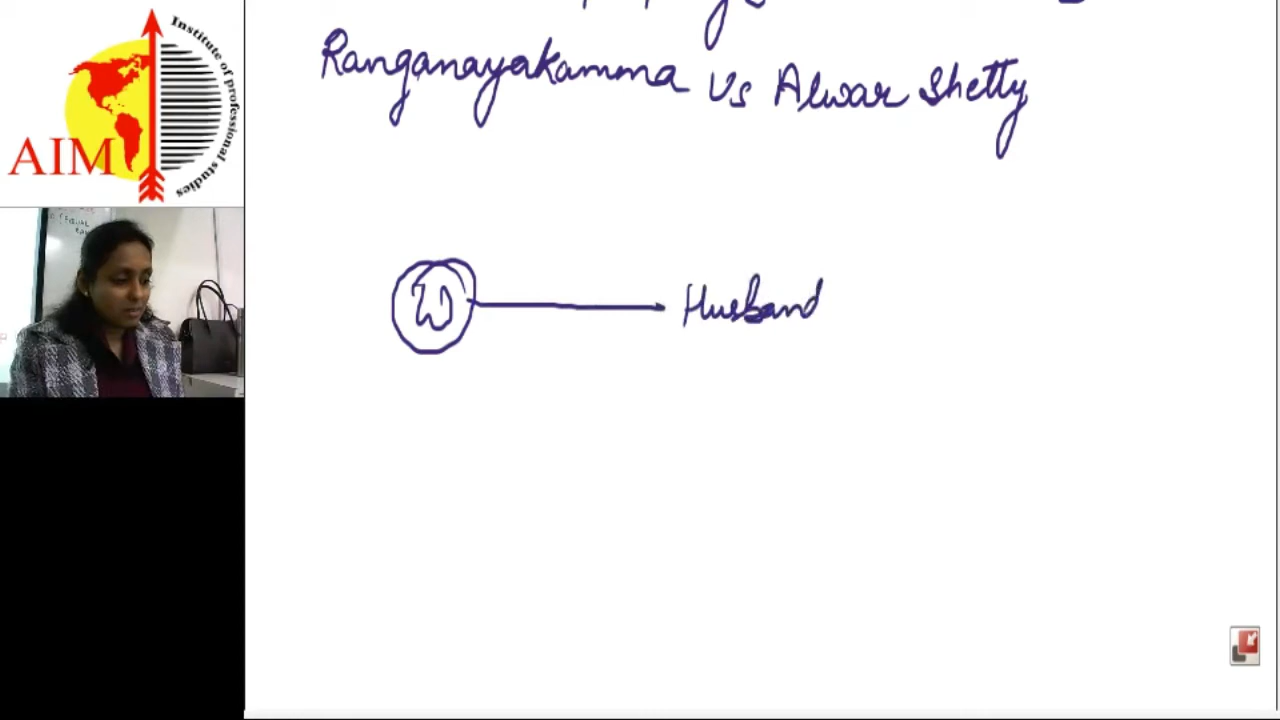 Institute of professional studies
AIM
Ranganayakamma Vs Alwar Shetty
W
Husband